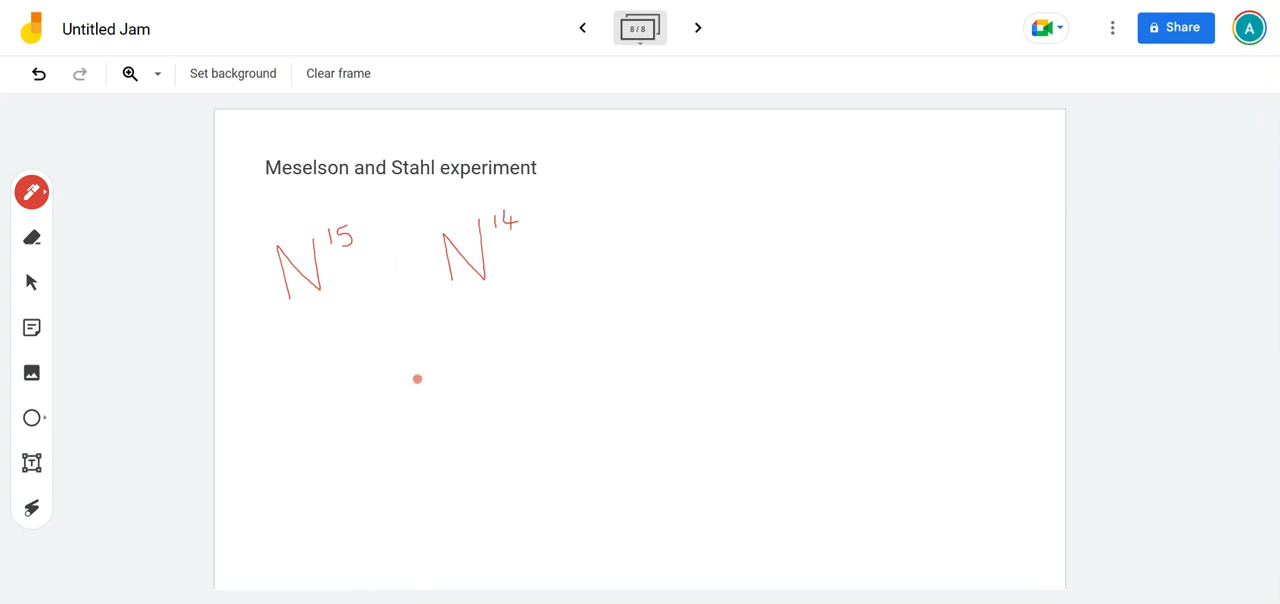 Untitled Jam
8 / 8
Share
A
Set background
Clear frame
Meselson and Stahl experiment
N¹⁵ N¹⁴